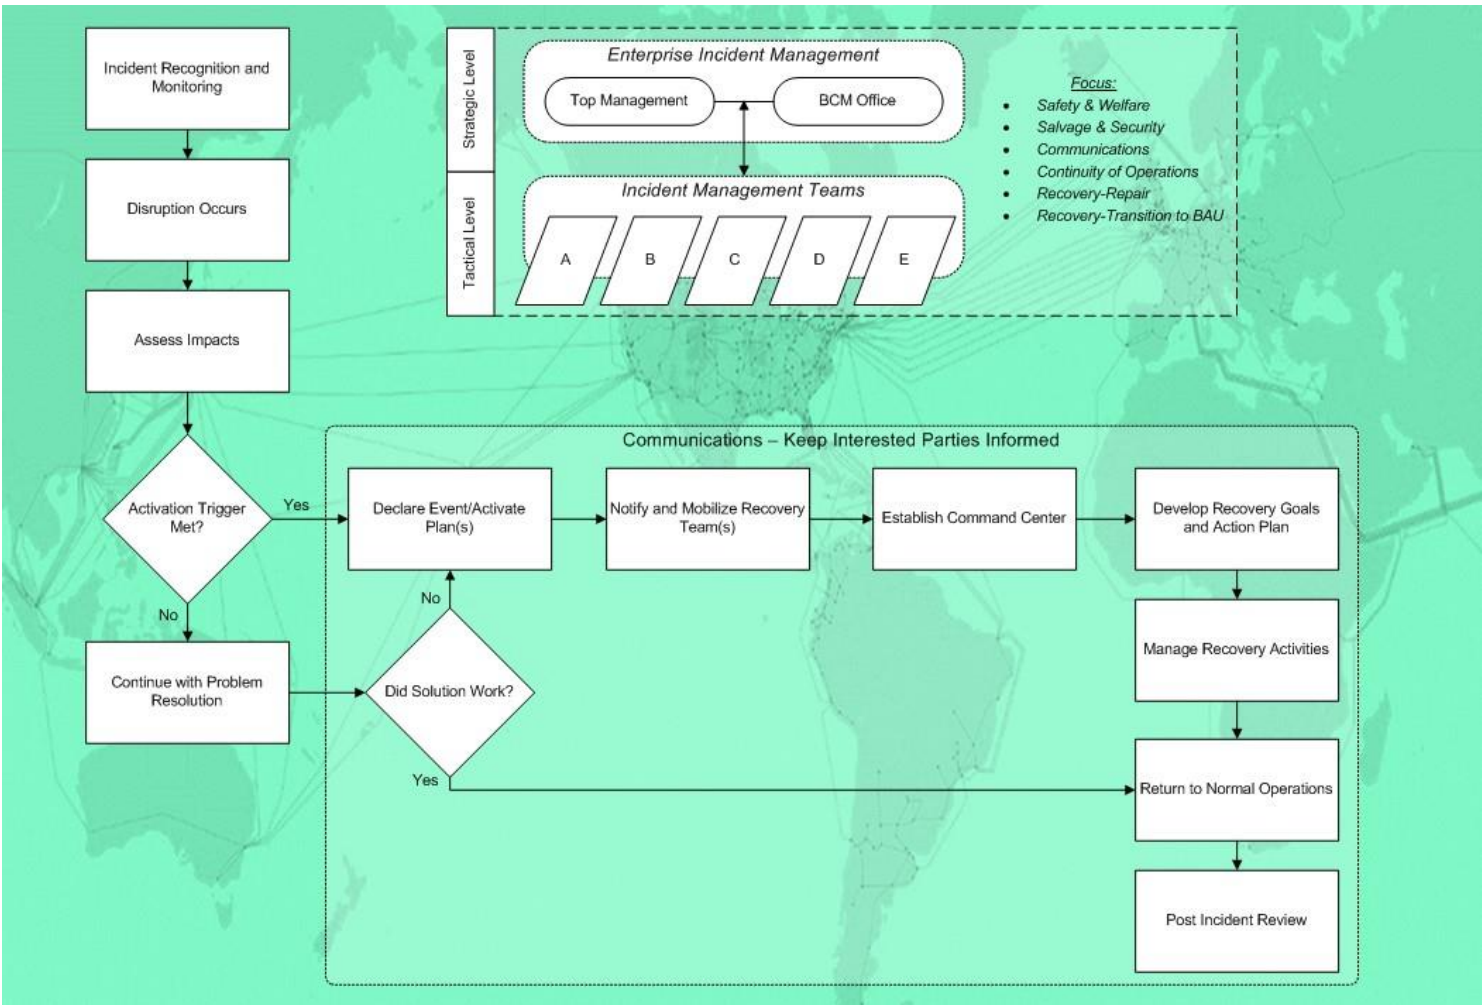 Incident Recognition and
Monitoring
Disruption Occurs
Assess Impacts
Activation Trigger
Met?
Yes
No
Continue with Problem
Resolution
Strategic Level
Tactical Level
Enterprise Incident Management
Top Management
BCM Office
Incident Management Teams
A
B
C
D
E
Focus:
• Safety & Welfare
• Salvage & Security
• Communications
• Continuity of Operations
• Recovery-Repair
• Recovery-Transition to BAU
Communications – Keep Interested Parties Informed
Declare Event/Activate
Plan(s)
Notify and Mobilize Recovery
Team(s)
Establish Command Center
Develop Recovery Goals
and Action Plan
No
Did Solution Work?
Yes
Manage Recovery Activities
Return to Normal Operations
Post Incident Review